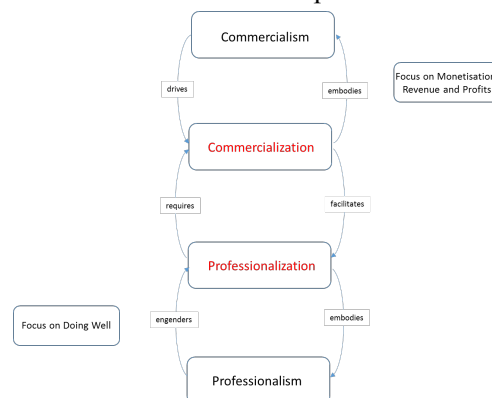 Commercialism
drives
embodies
Focus on Monetisation
Revenue and Profits
Commercialization
requires
facilitates
Professionalization
engenders
embodies
Focus on Doing Well
Professionalism